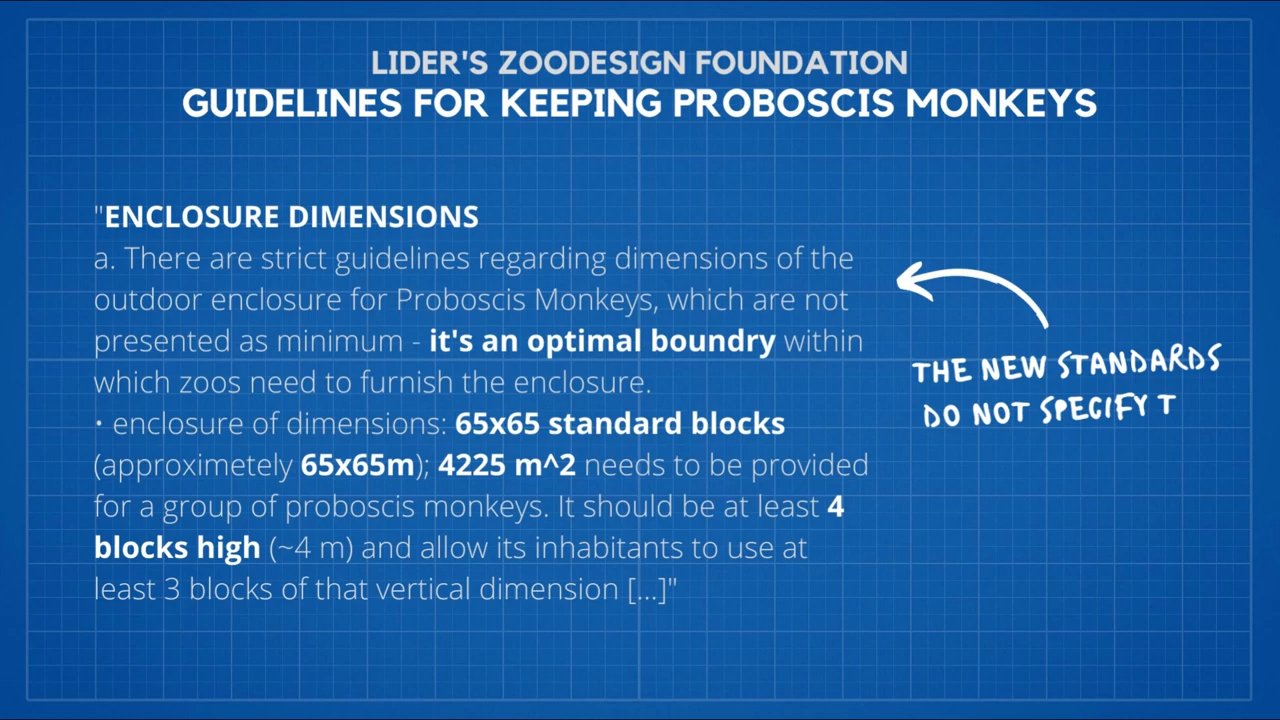 LIDER'S ZOODESIGN FOUNDATION
GUIDELINES FOR KEEPING PROBOSCIS MONKEYS
"ENCLOSURE DIMENSIONS
a. There are strict guidelines regarding dimensions of the
outdoor enclosure for Proboscis Monkeys, which are not
presented as minimum - it's an optimal boundry within
which zoos need to furnish the enclosure.
• enclosure of dimensions: 65x65 standard blocks
(approximetely 65x65m); 4225 m^2 needs to be provided
for a group of proboscis monkeys. It should be at least 4
blocks high (~4 m) and allow its inhabitants to use at
least 3 blocks of that vertical dimension [...]"
THE NEW STANDARDS
DO NOT SPECIFY T